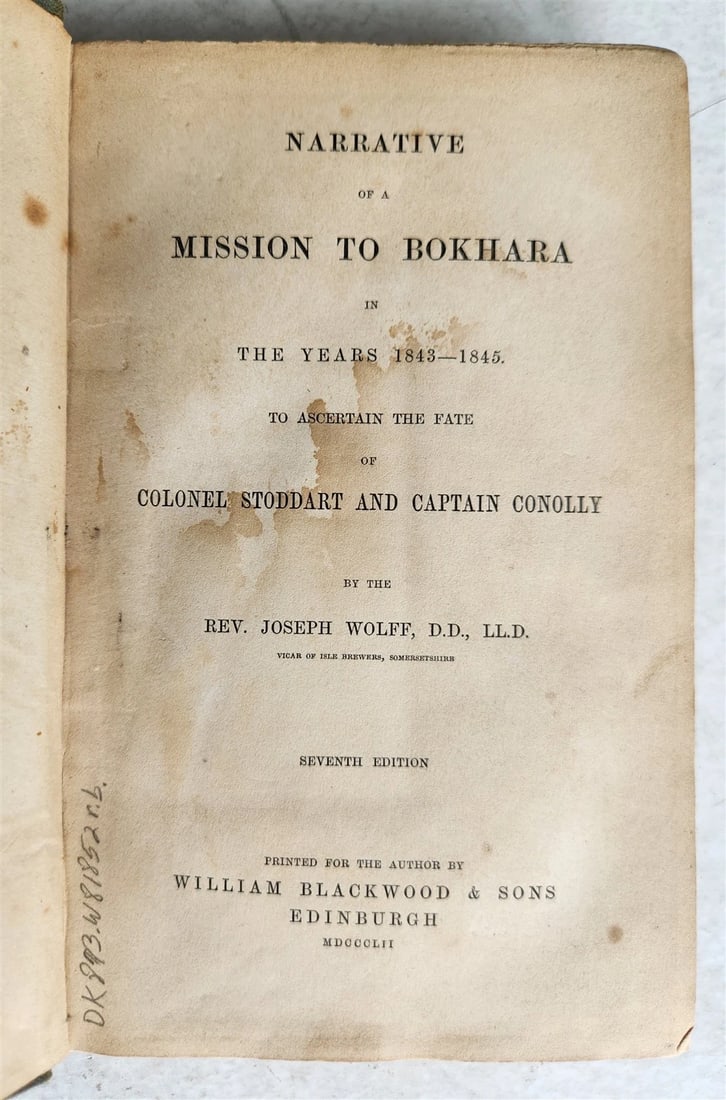 NARRATIVE
OF A
MISSION TO BOKHARA
IN
THE YEARS 1843—1845.
TO ASCERTAIN THE FATE
OF
COLONEL STODDART AND CAPTAIN CONOLLY
BY THE
REV. JOSEPH WOLFF, D.D., LL.D.
VICAR OF ISLE BREWERS, SOMERSETSHIRE
SEVENTH EDITION
PRINTED FOR THE AUTHOR BY
WILLIAM BLACKWOOD & SONS
EDINBURGH
MDCCCLII
DK893.W81852 r.b.